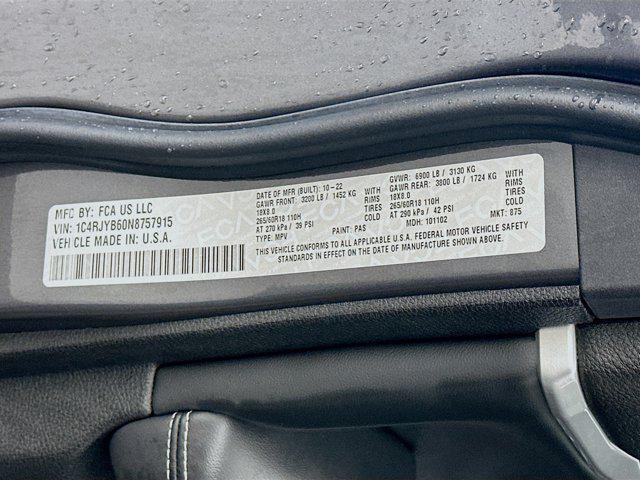 MFD BY: FCA US LLC
VIN: 1C4RJYB60N8757915
VEHICLE MADE IN: U.S.A.
DATE OF MFR (BUILT): 10-22
GAWR FRONT: 3200 LB / 1452 KG WITH
18X8.0 RIMS
265/60R18 110H TIRES
AT 270 kPa / 39 PSI COLD
TYPE: MPV PAINT: PAS
GVWR: 6900 LB / 3130 KG
GAWR REAR: 3800 LB / 1724 KG WITH
18X8.0 RIMS
265/60R18 110H TIRES
AT 290 kPa / 42 PSI COLD
MDH: 101102 MKT: 875
THIS VEHICLE CONFORMS TO ALL APPLICABLE U.S.A. FEDERAL MOTOR VEHICLE SAFETY
STANDARDS IN EFFECT ON THE DATE OF MANUFACTURE SHOWN ABOVE.